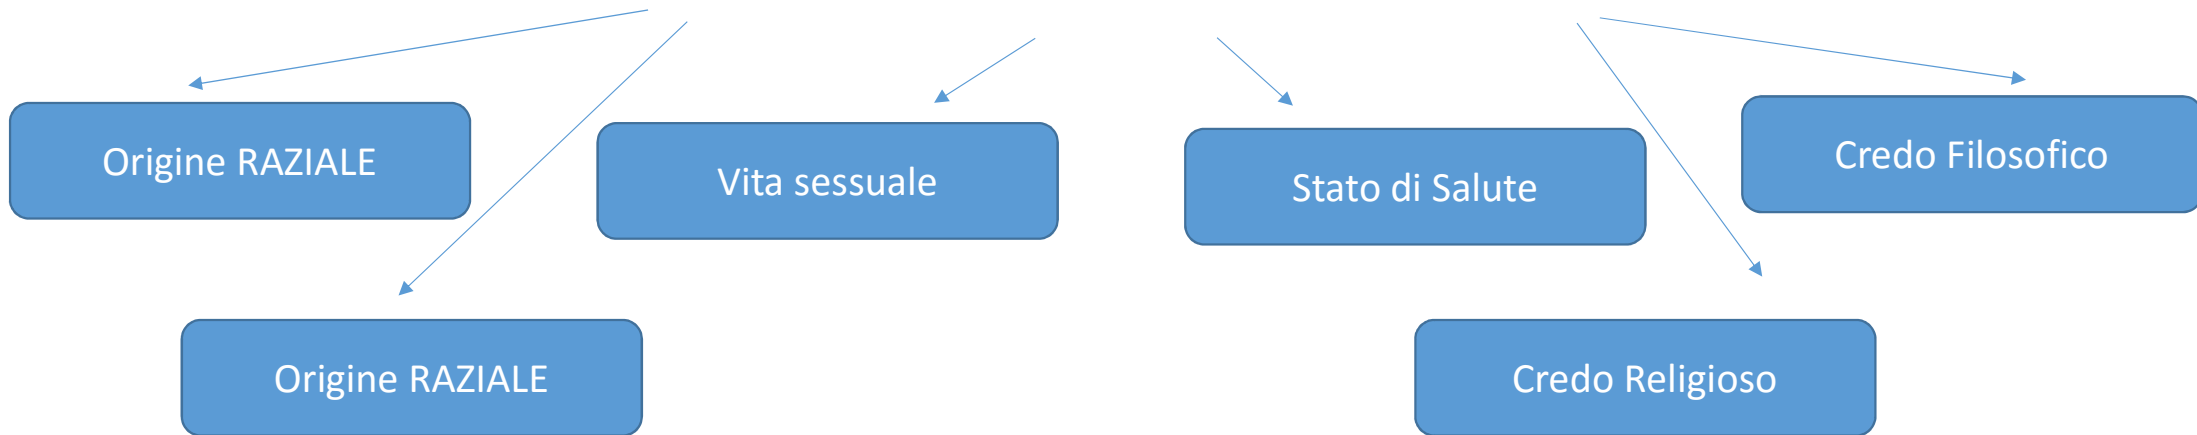 Origine RAZIALE
Vita sessuale
Stato di Salute
Credo Filosofico
Origine RAZIALE
Credo Religioso